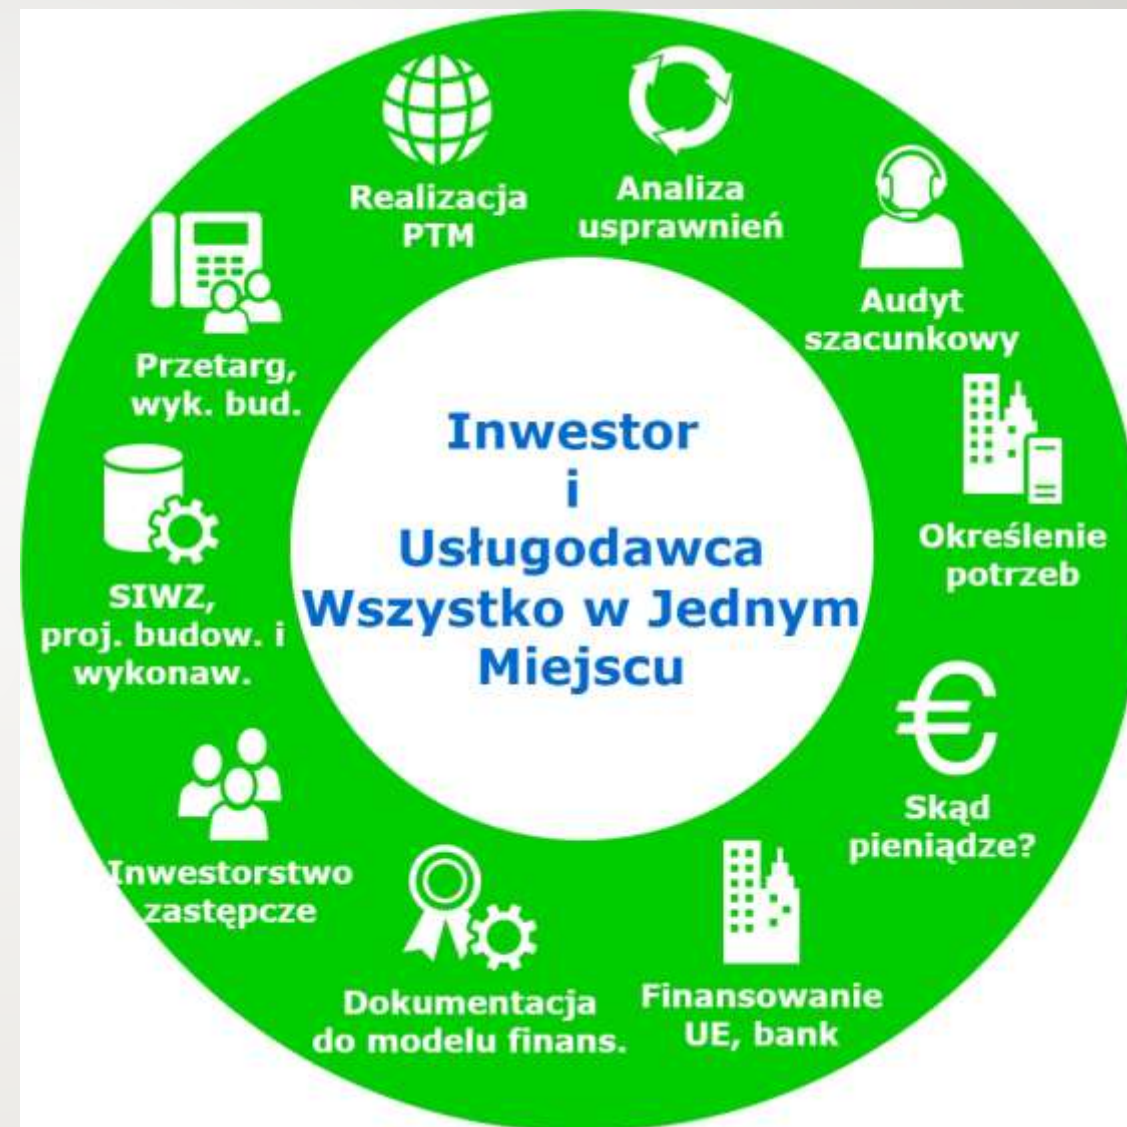 Realizacja
PTM
Analiza
usprawnień
Audyt
szacunkowy
Określenie
potrzeb
Skąd
pieniądze?
Finansowanie
UE, bank
Dokumentacja
do modelu finans.
Inwestorstwo
zastępcze
SIWZ,
proj. budow. i
wykonaw.
Przetarg,
wyk. bud.
Inwestor
i
Usługodawca
Wszystko w Jednym
Miejscu